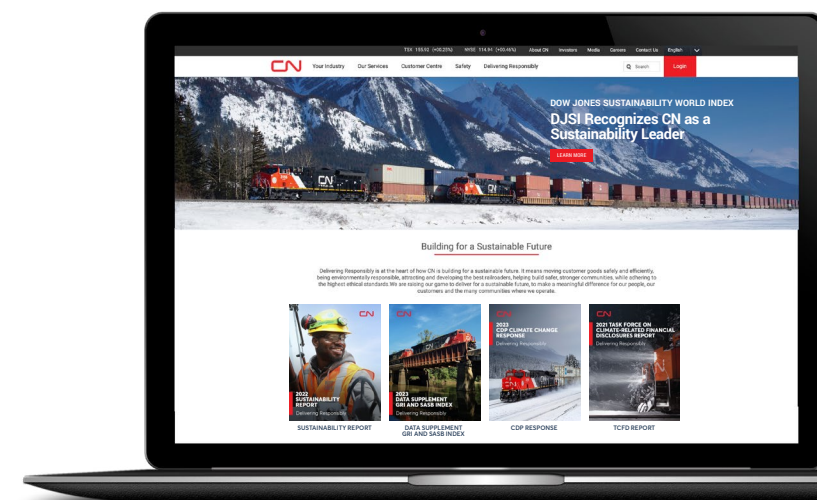 TSX 155.92 (+00.25%) NYSE 114.94 (+00.46%) About CN Investors Media Careers Contact Us English
CN Your Industry Our Services Customer Centre Safety Delivering Responsibly Search Login
DOW JONES SUSTAINABILITY WORLD INDEX
DJSI Recognizes CN as a
Sustainability Leader
LEARN MORE
CN
CN
Building for a Sustainable Future
Delivering Responsibly is at the heart of how CN is building for a sustainable future. It means moving customer goods safely and efficiently,
being environmentally responsible, attracting and developing the best railroaders, helping build safer, stronger communities, while adhering to
the highest ethical standards. We are raising our game to deliver for a sustainable future, to make a meaningful difference for our people, our
customers and the many communities where we operate.
CN
2022
SUSTAINABILITY
REPORT
Delivering Responsibly
SUSTAINABILITY REPORT
CN
2023
DATA SUPPLEMENT
GRI AND SASB INDEX
Delivering Responsibly
DATA SUPPLEMENT
GRI AND SASB INDEX
CN
2023
CDP CLIMATE CHANGE
RESPONSE
Delivering Responsibly
CDP RESPONSE
CN
2021 TASK FORCE ON
CLIMATE-RELATED FINANCIAL
DISCLOSURES REPORT
Delivering Responsibly
TCFD REPORT